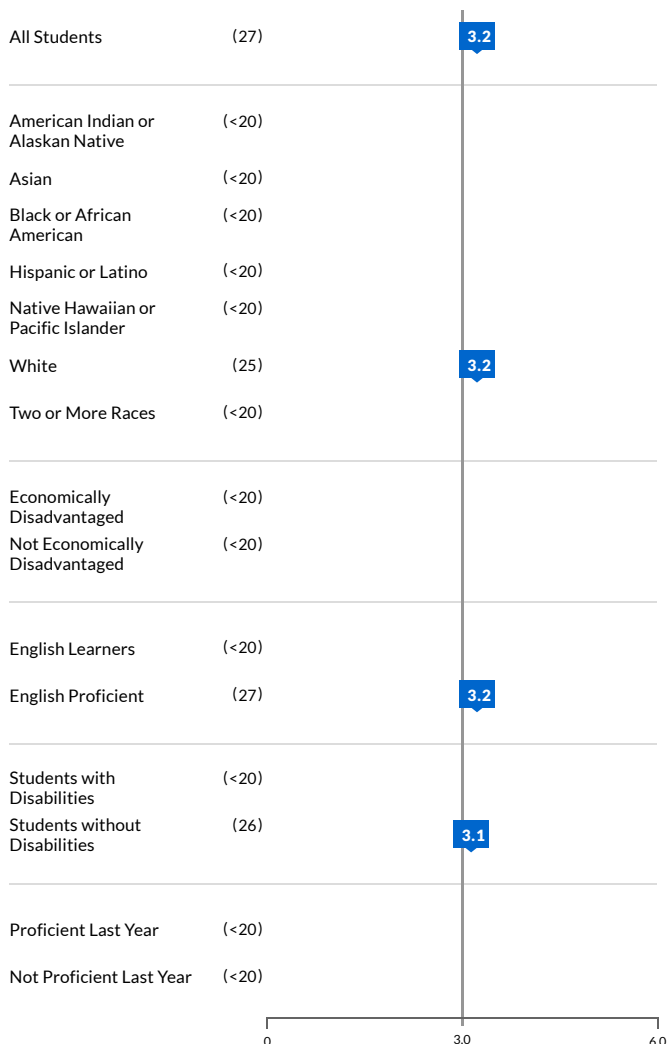 All Students (27) 3.2
American Indian or (<20)
Alaskan Native
Asian (<20)
Black or African (<20)
American
Hispanic or Latino (<20)
Native Hawaiian or (<20)
Pacific Islander
White (25) 3.2
Two or More Races (<20)
Economically (<20)
Disadvantaged
Not Economically (<20)
Disadvantaged
English Learners (<20)
English Proficient (27) 3.2
Students with (<20)
Disabilities
Students without (26) 3.1
Disabilities
Proficient Last Year (<20)
Not Proficient Last Year (<20)
0 3.0 6.0